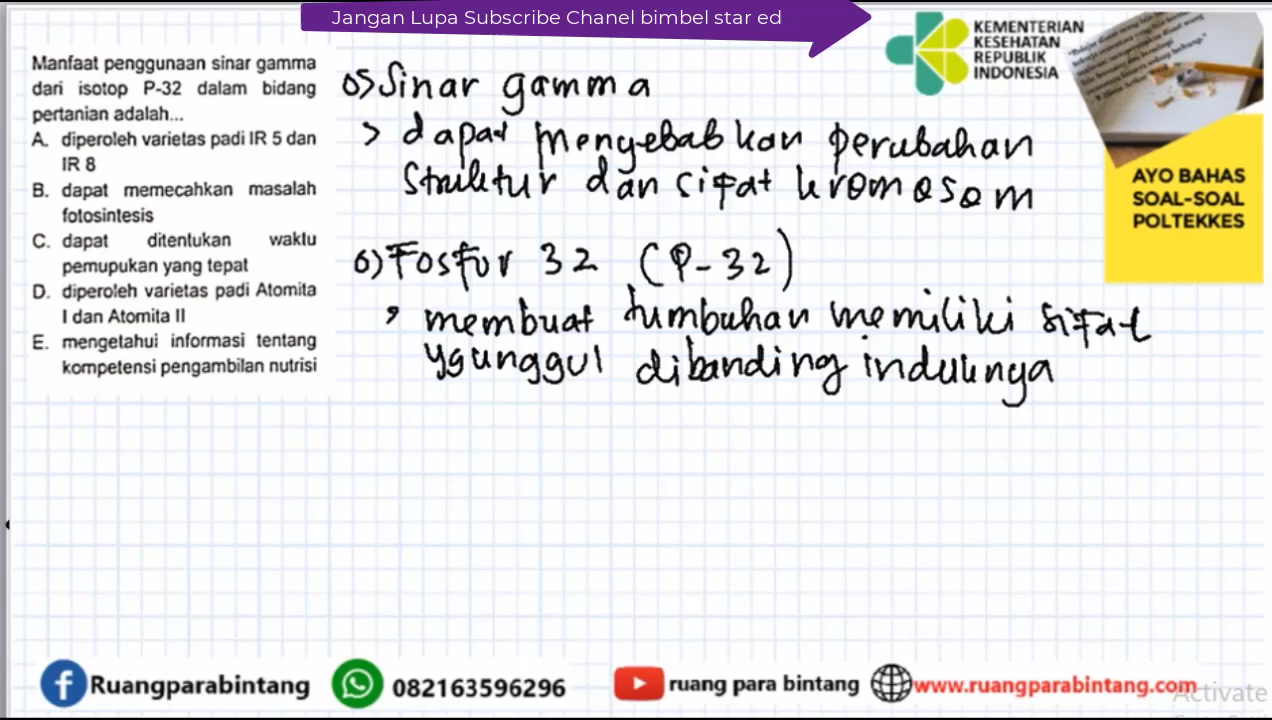 Jangan Lupa Subscribe Chanel bimbel star ed
KEMENTERIAN
KESEHATAN
REPUBLIK
INDONESIA
Manfaat penggunaan sinar gamma
dari isotop P-32 dalam bidang
pertanian adalah...
A. diperoleh varietas padi IR 5 dan
IR 8
B. dapat memecahkan masalah
fotosintesis
C. dapat ditentukan waktu
pemupukan yang tepat
D. diperoleh varietas padi Atomita
I dan Atomita II
E. mengetahui informasi tentang
kompetensi pengambilan nutrisi
Sinar gamma
> dapat menyebabkan perubahan
Struktur dan sifat kromosom
Fosfor 32 (P-32)
membuat tumbuhan memiliki sifat
yg unggul dibanding induknya
AYO BAHAS
SOAL-SOAL
POLTEKKES
Ruangparabintang
082163596296
ruang para bintang
www.ruangparabintang.com
Activate